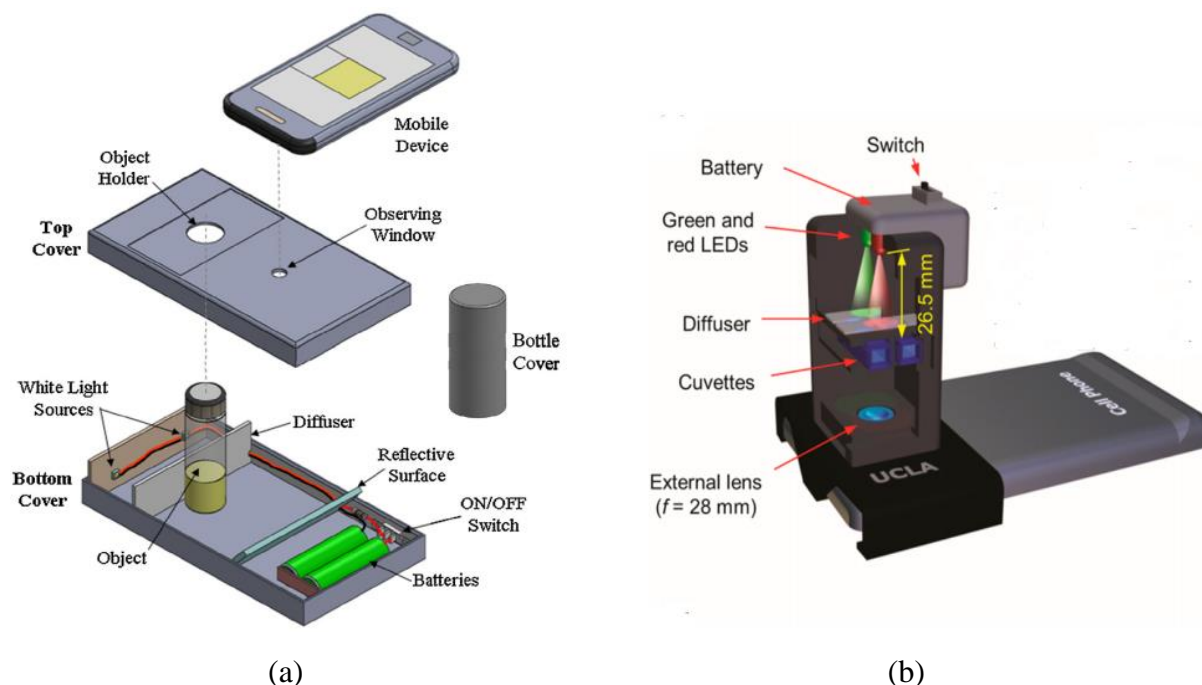 Mobile
Device
Object
Holder
Top
Cover
Observing
Window
Bottle
Cover
White Light
Sources
Diffuser
Reflective
Surface
Bottom
Cover
ON/OFF
Switch
Object
Batteries
(a)
Switch
Battery
Green and
red LEDs
26.5 mm
Diffuser
Cuvettes
Cell Phone
External lens
(f = 28 mm)
UCLA
(b)